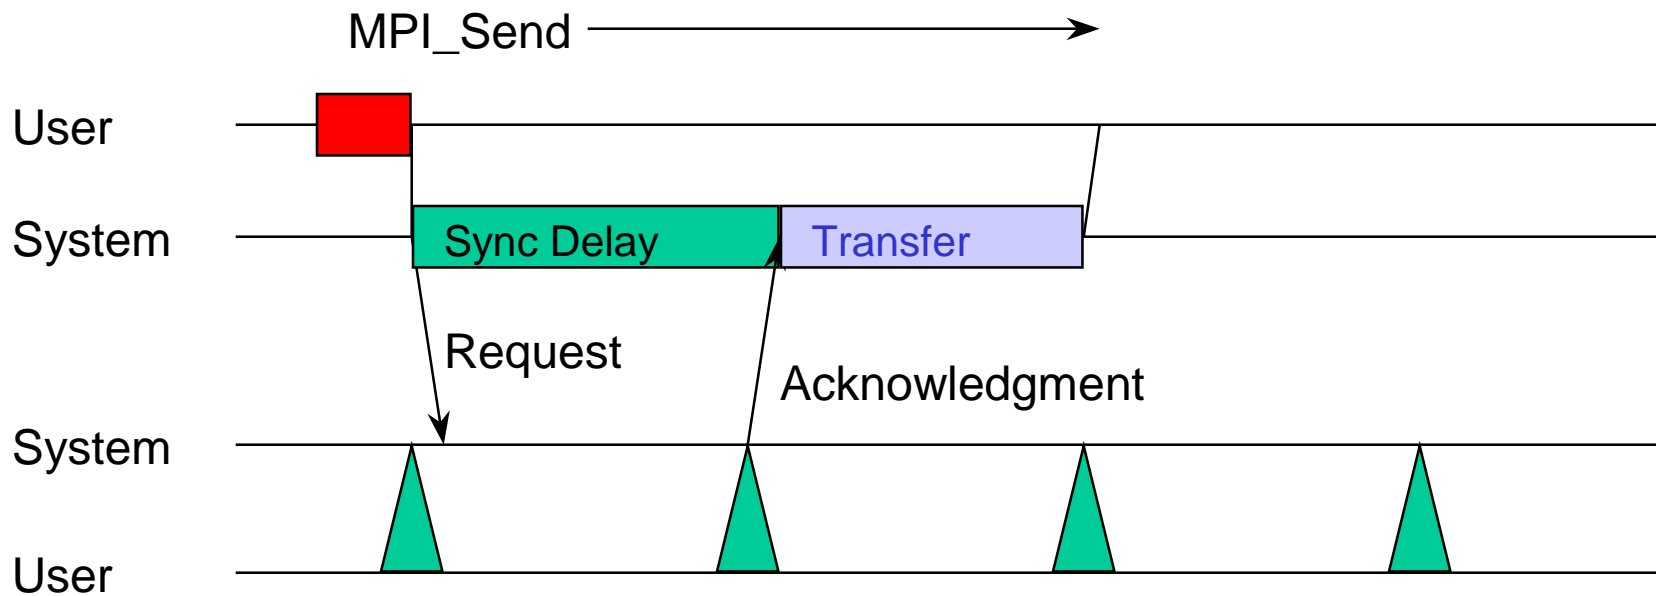 MPI_Send
User
System
Sync Delay
Transfer
Request
Acknowledgment
System
User